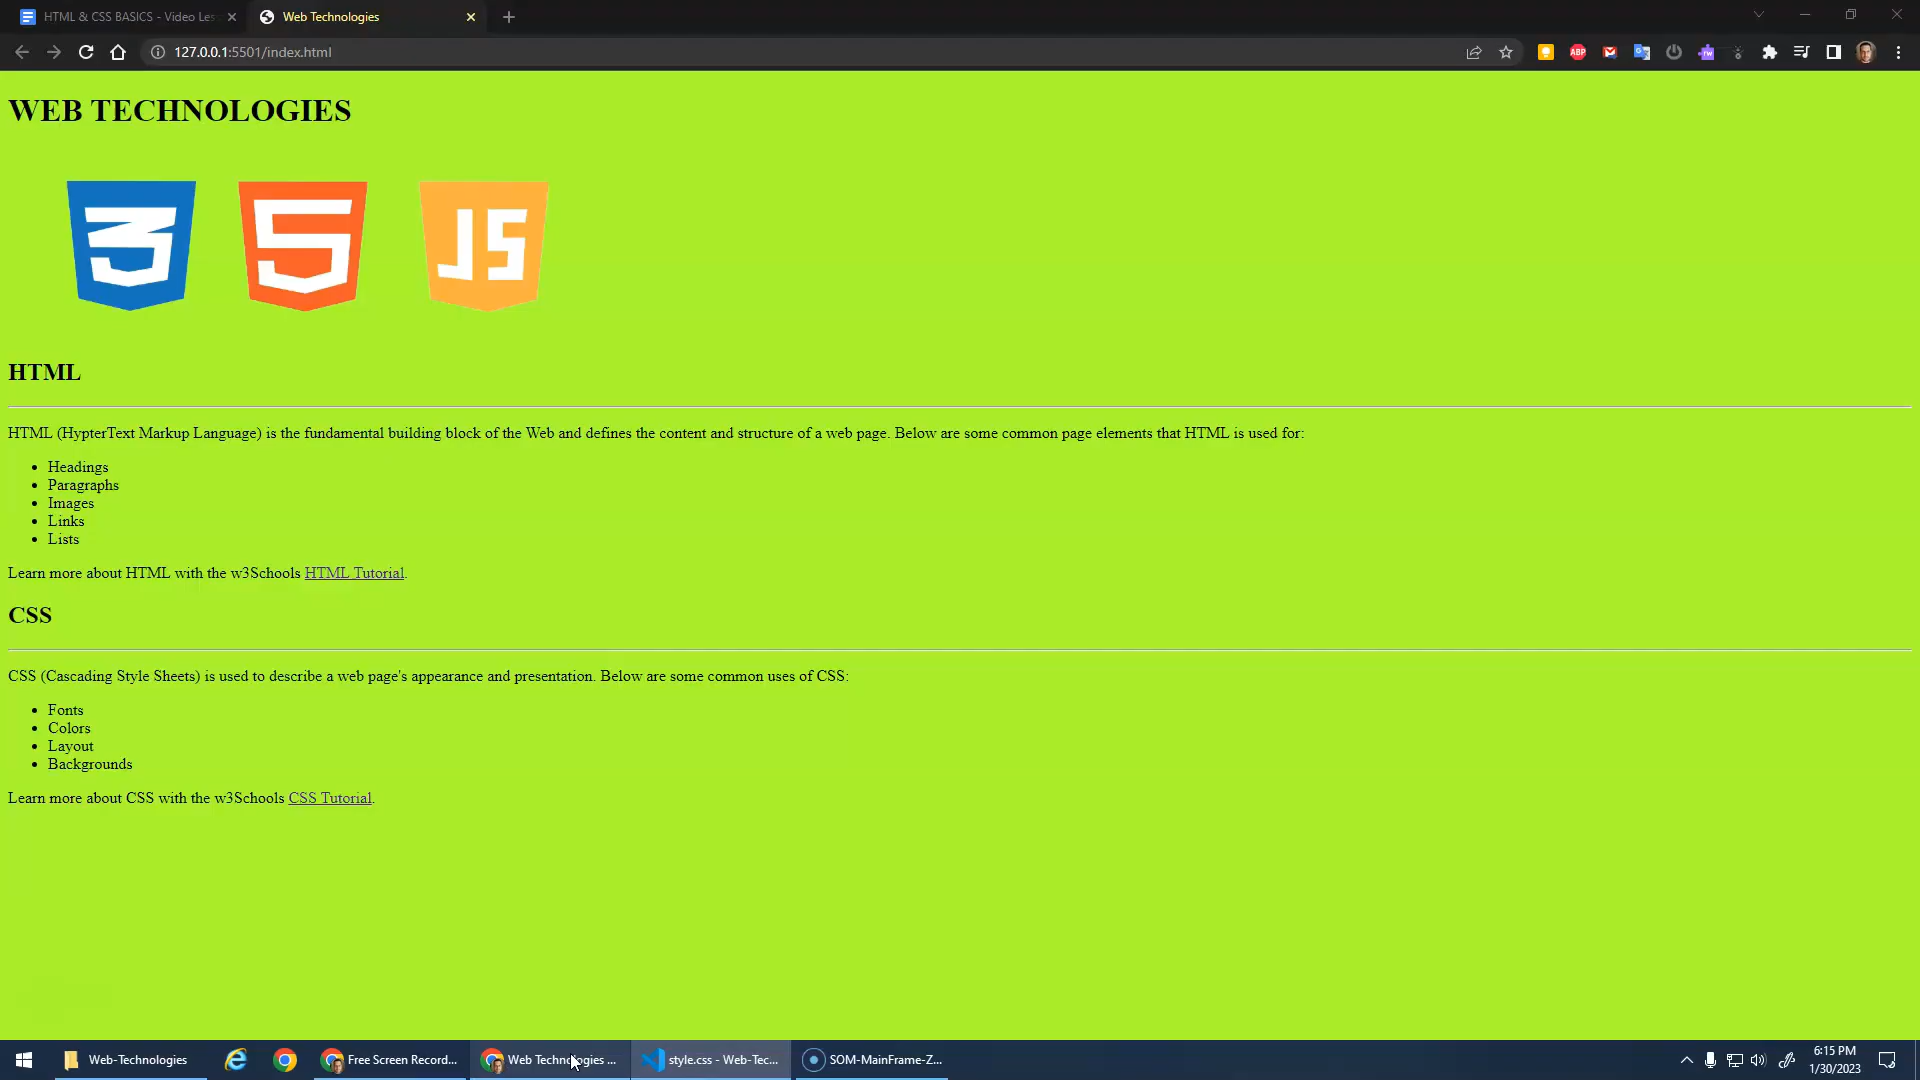 HTML & CSS BASICS - Video Les
Web Technologies
127.0.0.1:5501/index.html
ABP
rw
WEB TECHNOLOGIES
3 5 JS
HTML
HTML (HypterText Markup Language) is the fundamental building block of the Web and defines the content and structure of a web page. Below are some common page elements that HTML is used for:
• Headings
• Paragraphs
• Images
• Links
• Lists
Learn more about HTML with the w3Schools HTML Tutorial.
CSS
CSS (Cascading Style Sheets) is used to describe a web page's appearance and presentation. Below are some common uses of CSS:
• Fonts
• Colors
• Layout
• Backgrounds
Learn more about CSS with the w3Schools CSS Tutorial.
Web-Technologies
Free Screen Record...
Web Technologies ...
style.css - Web-Tec...
SOM-MainFrame-Z...
6:15 PM
1/30/2023